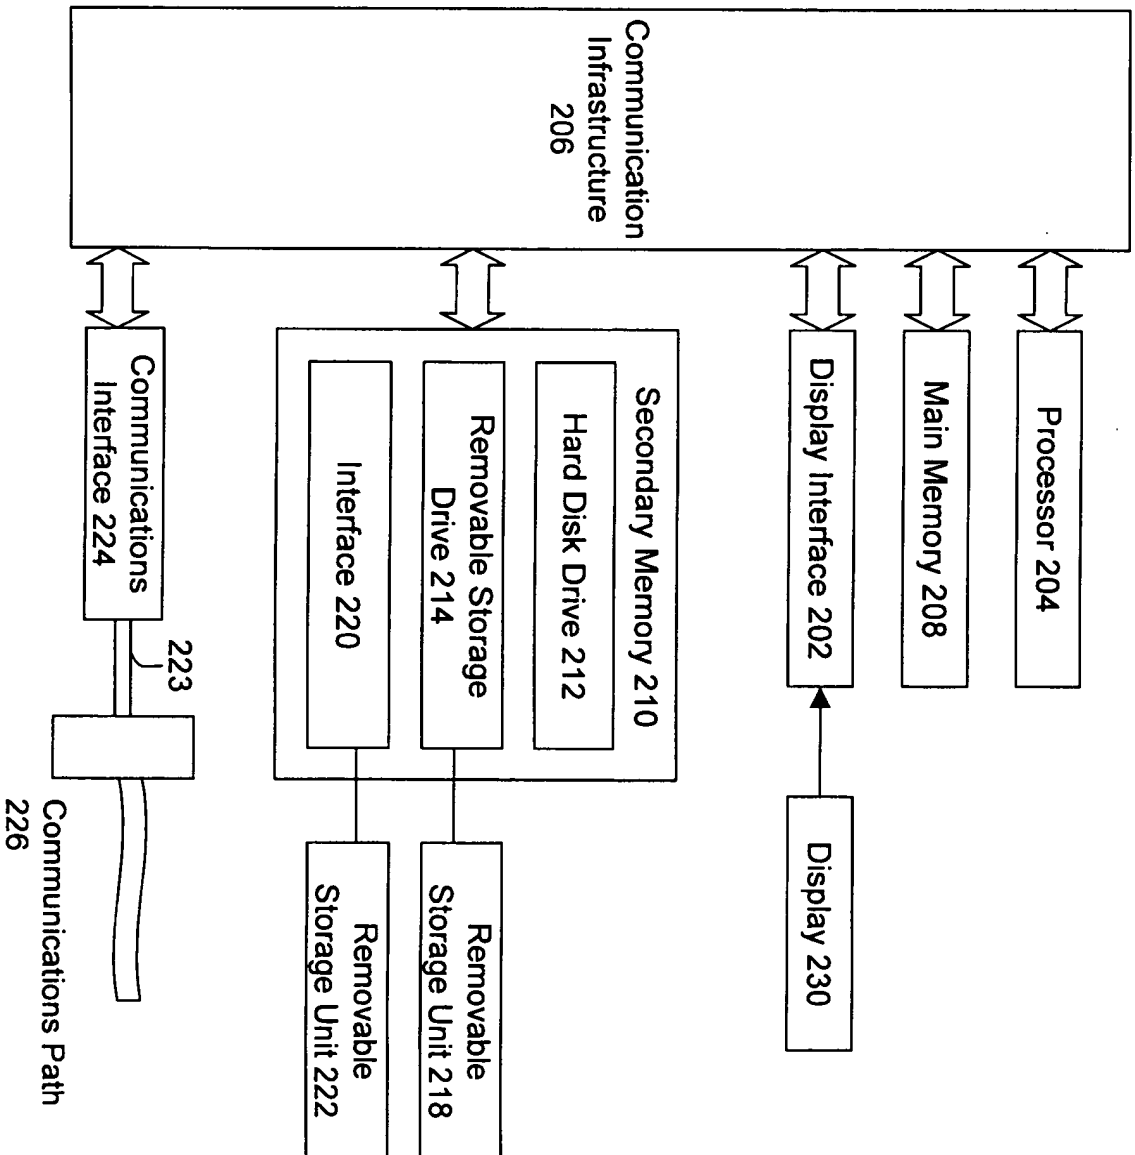 Communication
Infrastructure
206
Processor 204
Main Memory 208
Display Interface 202
Display 230
Secondary Memory 210
Hard Disk Drive 212
Removable Storage
Drive 214
Removable
Storage Unit 218
Interface 220
Removable
Storage Unit 222
Communications
Interface 224
223
Communications Path
226